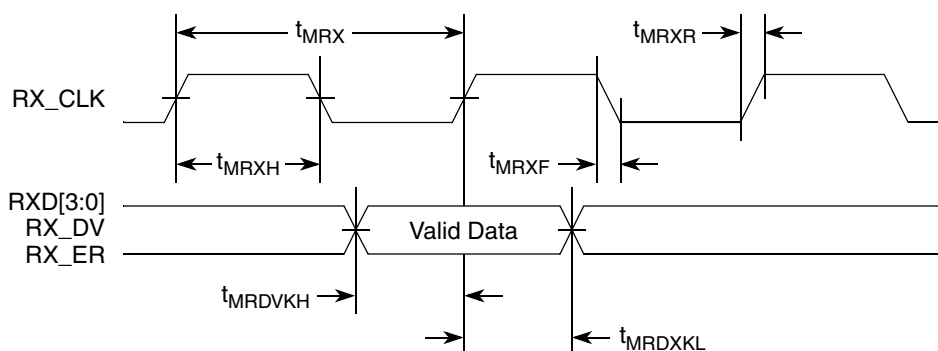 tMRX
tMRXR
RX_CLK
tMRXH
tMRXF
RXD[3:0]
RX_DV
Valid Data
RX_ER
tMRDVKH
tMRDXKL